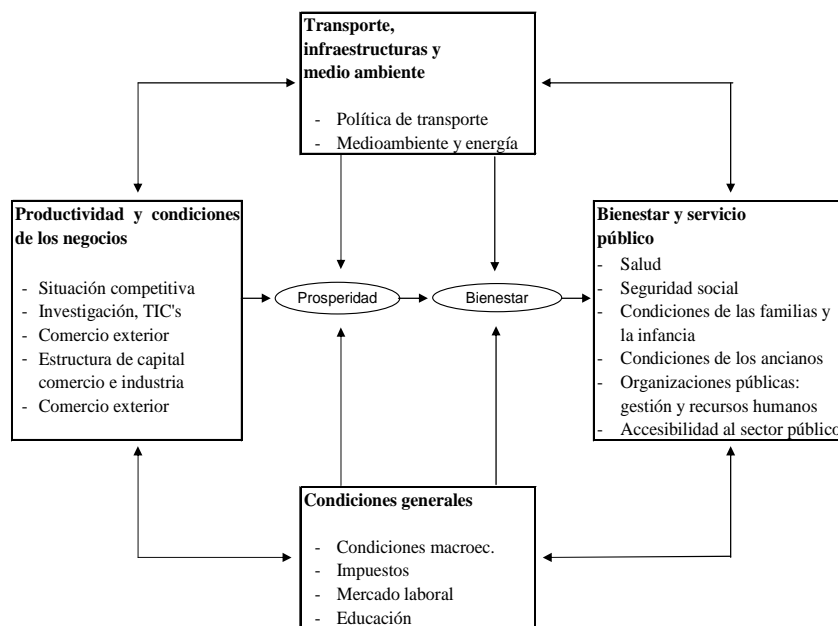 Transporte,
infraestructuras y
medio ambiente
- Política de transporte
- Medioambiente y energía
Productividad y condiciones
de los negocios
- Situación competitiva
- Investigación, TIC's
- Comercio exterior
- Estructura de capital
comercio e industria
- Comercio exterior
Prosperidad
Bienestar
Bienestar y servicio
público
- Salud
- Seguridad social
- Condiciones de las familias y
la infancia
- Condiciones de los ancianos
- Organizaciones públicas:
gestión y recursos humanos
- Accesibilidad al sector público
Condiciones generales
- Condiciones macroec.
- Impuestos
- Mercado laboral
- Educación